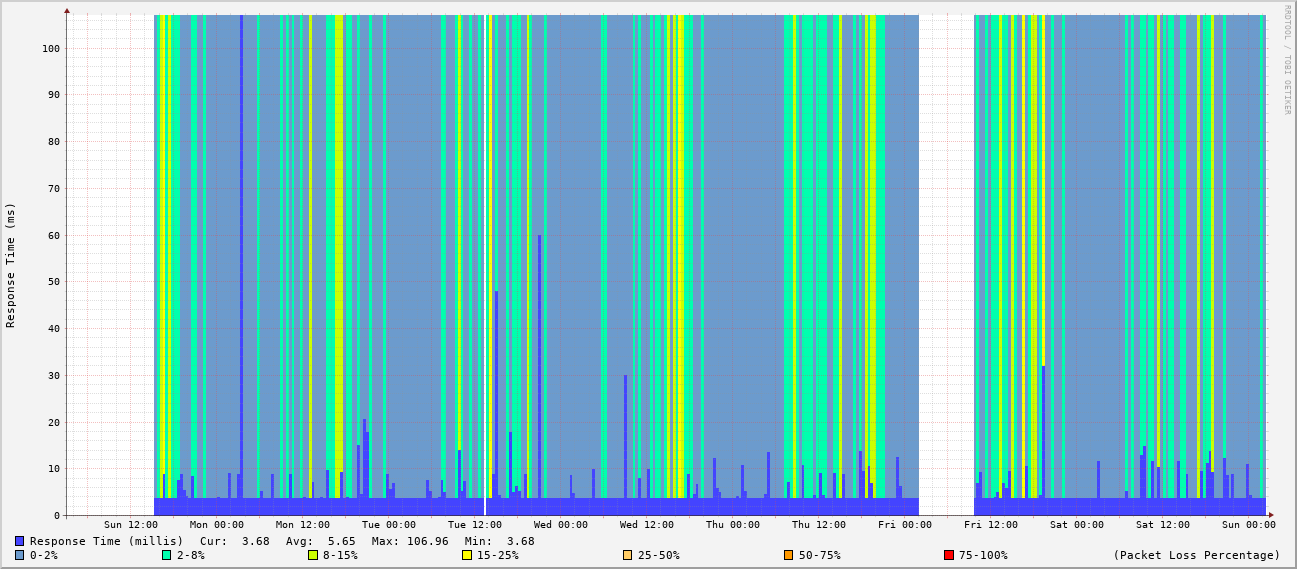 RRDTOOL / TOBI OETIKER
Response Time (ms)
100
90
80
70
60
50
40
30
20
10
0
Sun 12:00 Mon 00:00 Mon 12:00 Tue 00:00 Tue 12:00 Wed 00:00 Wed 12:00 Thu 00:00 Thu 12:00 Fri 00:00 Fri 12:00 Sat 00:00 Sat 12:00 Sun 00:00
Response Time (millis) Cur: 3.68 Avg: 5.65 Max: 106.96 Min: 3.68
0-2% 2-8% 8-15% 15-25% 25-50% 50-75% 75-100% (Packet Loss Percentage)